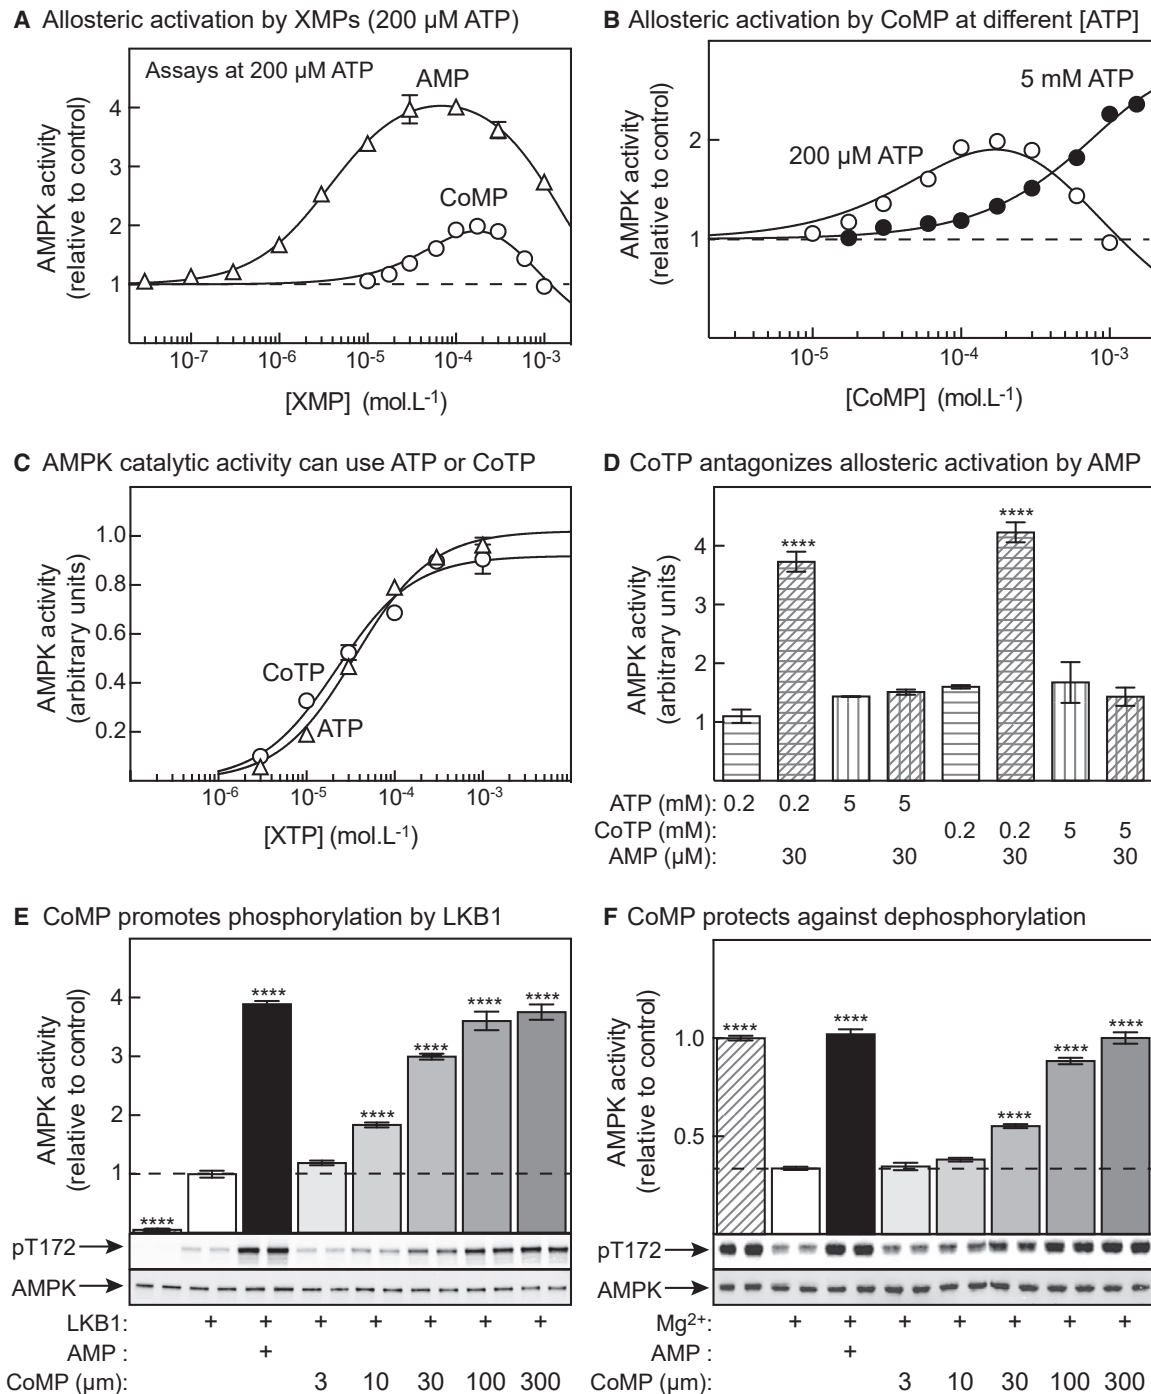 A Allosteric activation by XMPs (200 µM ATP)
Assays at 200 µM ATP
AMP
CoMP
AMPK activity
(relative to control)
4
3
2
1
10-7 10-6 10-5 10-4 10-3
[XMP] (mol.L-1)
B Allosteric activation by CoMP at different [ATP]
5 mM ATP
200 µM ATP
AMPK activity
(relative to control)
2
1
10-5 10-4 10-3
[CoMP] (mol.L-1)
C AMPK catalytic activity can use ATP or CoTP
AMPK activity
(arbitrary units)
1.0
0.8
0.6
0.4
0.2
CoTP
ATP
10-6 10-5 10-4 10-3
[XTP] (mol.L-1)
D CoTP antagonizes allosteric activation by AMP
AMPK activity
(arbitrary units)
4
3
2
1
**** ****
ATP (mM): 0.2 0.2 5 5
CoTP (mM): 0.2 0.2 5 5
AMP (µM): 30 30 30 30
E CoMP promotes phosphorylation by LKB1
AMPK activity
(relative to control)
4
3
2
1
**** **** **** **** **** ****
pT172
AMPK
LKB1: + + + + + + +
AMP : +
CoMP (µm): 3 10 30 100 300
F CoMP protects against dephosphorylation
AMPK activity
(relative to control)
1.0
0.5
**** **** **** **** ****
pT172
AMPK
Mg2+: + + + + + + +
AMP : +
CoMP (µm): 3 10 30 100 300